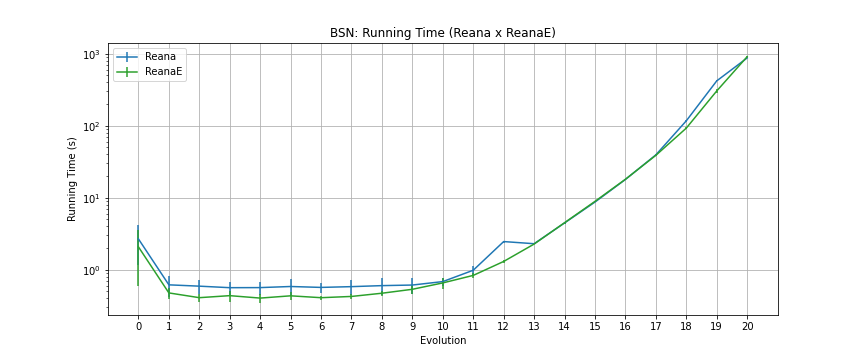 BSN: Running Time (Reana x ReanaE)
Reana
ReanaE
10³
10²
10¹
10⁰
Running Time (s)
0 1 2 3 4 5 6 7 8 9 10 11 12 13 14 15 16 17 18 19 20
Evolution